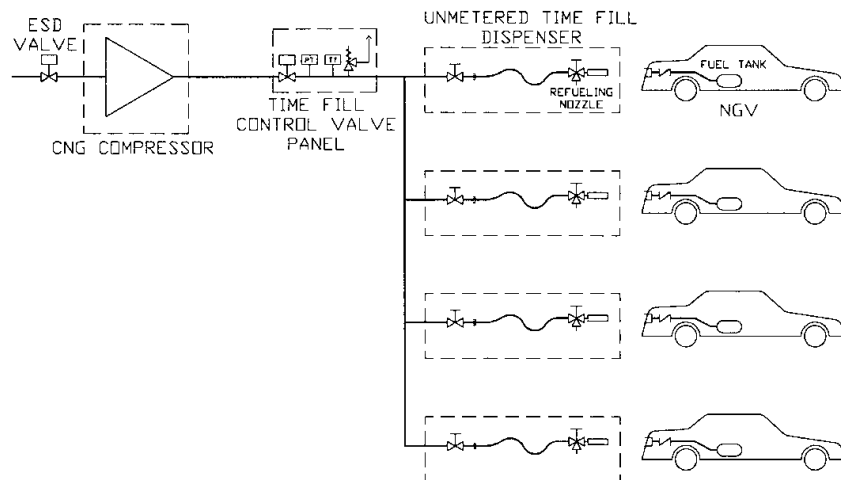 ESD
VALVE
CNG COMPRESSOR
PT
TT
TIME FILL
CONTROL VALVE
PANEL
UNMETERED TIME FILL
DISPENSER
REFUELING
NOZZLE
FUEL TANK
NGV